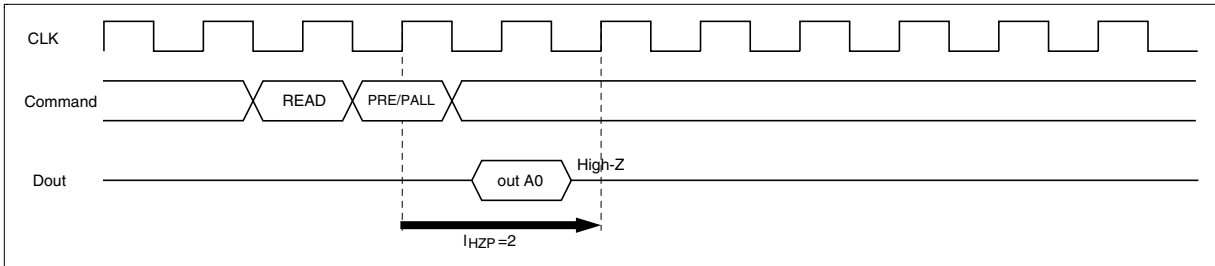 CLK
Command
READ
PRE/PALL
Dout
out A0
High-Z
lHZP=2